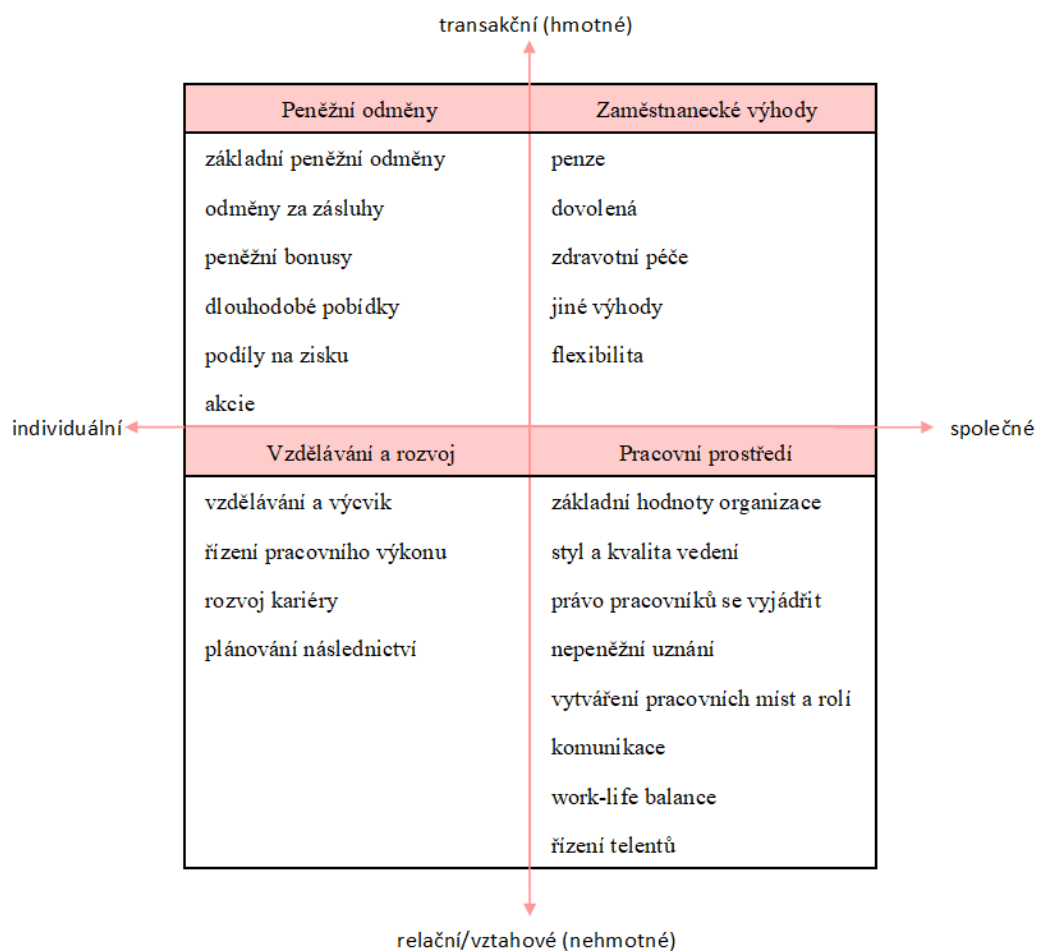 transakční (hmotné)
Peněžní odměny
Zaměstnanecké výhody
základní peněžní odměny
penze
odměny za zásluhy
dovolená
peněžní bonusy
zdravotní péče
dlouhodobé pobídky
jiné výhody
podíly na zisku
flexibilita
akcie
individuální
společné
Vzdělávání a rozvoj
Pracovní prostředí
vzdělávání a výcvik
základní hodnoty organizace
řízení pracovního výkonu
styl a kvalita vedení
rozvoj kariéry
právo pracovníků se vyjádřit
plánování následnictví
nepeněžní uznání
vytváření pracovních míst a rolí
komunikace
work-life balance
řízení telentů
relační/vztahové (nehmotné)